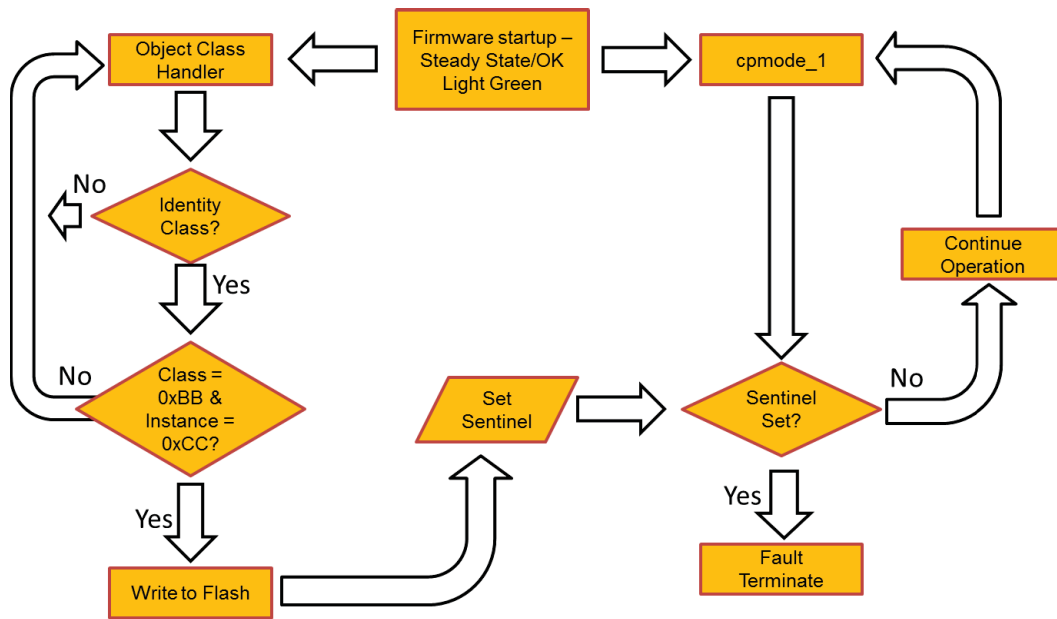 Object Class
Handler
Firmware startup –
Steady State/OK
Light Green
cpmode_1
No
Identity
Class?
Yes
Continue
Operation
No
Class =
0xBB &
Instance =
0xCC?
Set
Sentinel
Sentinel
Set?
No
Yes
Yes
Write to Flash
Fault
Terminate